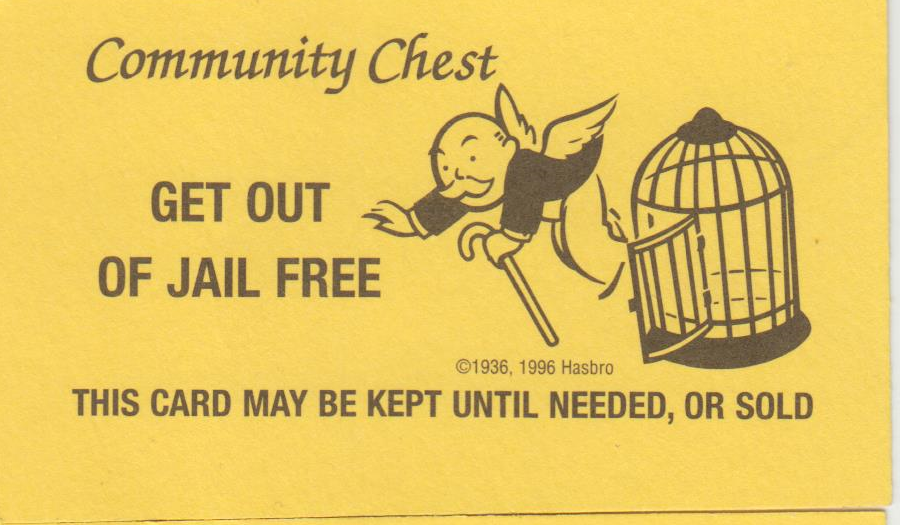 Community Chest
GET OUT
OF JAIL FREE
©1936, 1996 Hasbro
THIS CARD MAY BE KEPT UNTIL NEEDED, OR SOLD